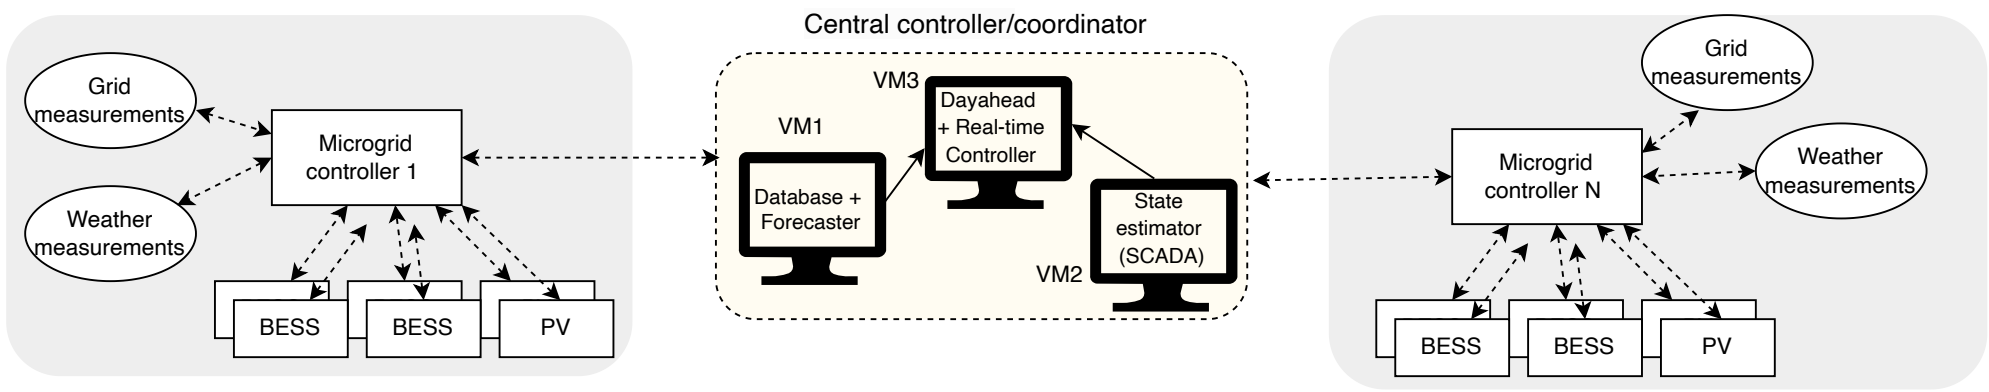 Central controller/coordinator
Grid
measurements
Weather
measurements
Microgrid
controller 1
BESS
BESS
PV
VM1
Database +
Forecaster
VM3
Dayahead
+ Real-time
Controller
VM2
State
estimator
(SCADA)
Grid
measurements
Weather
measurements
Microgrid
controller N
BESS
BESS
PV